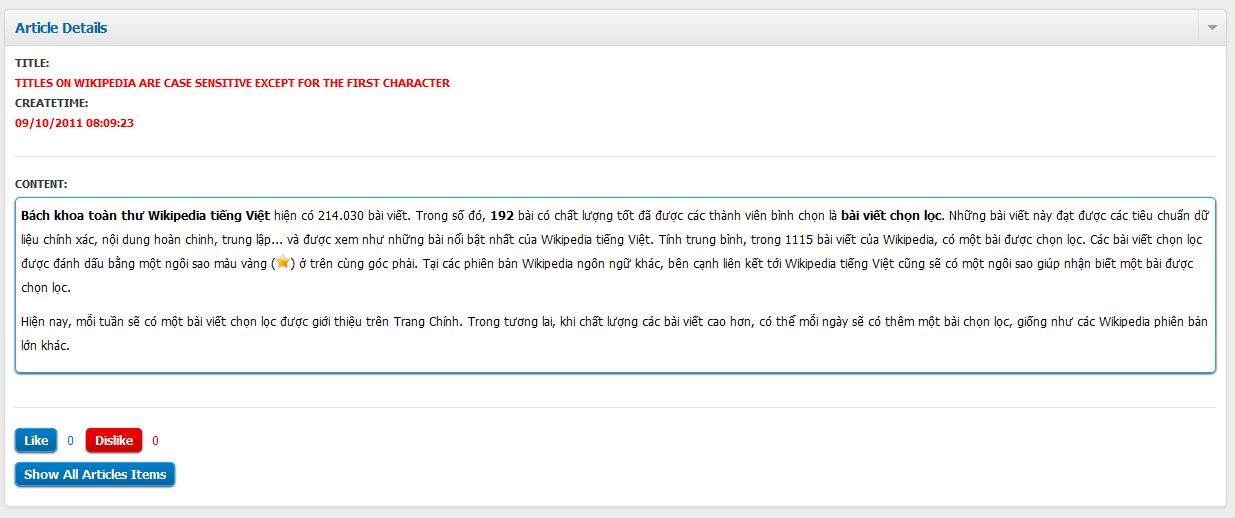 Article Details
TITLE:
TITLES ON WIKIPEDIA ARE CASE SENSITIVE EXCEPT FOR THE FIRST CHARACTER
CREATETIME:
09/10/2011 08:09:23
CONTENT:
Bách khoa toàn thư Wikipedia tiếng Việt hiện có 214.030 bài viết. Trong số đó, 192 bài có chất lượng tốt đã được các thành viên bình chọn là bài viết chọn lọc. Những bài viết này đạt được các tiêu chuẩn dữ
liệu chính xác, nội dung hoàn chỉnh, trung lập... và được xem như những bài nổi bật nhất của Wikipedia tiếng Việt. Tính trung bình, trong 1115 bài viết của Wikipedia, có một bài được chọn lọc. Các bài viết chọn lọc
được đánh dấu bằng một ngôi sao màu vàng () ở trên cùng góc phải. Tại các phiên bản Wikipedia ngôn ngữ khác, bên cạnh liên kết tới Wikipedia tiếng Việt cũng sẽ có một ngôi sao giúp nhận biết một bài được
chọn lọc.
Hiện nay, mỗi tuần sẽ có một bài viết chọn lọc được giới thiệu trên Trang Chính. Trong tương lai, khi chất lượng các bài viết cao hơn, có thể mỗi ngày sẽ có thêm một bài chọn lọc, giống như các Wikipedia phiên bản
lớn khác.
Like 0 Dislike 0
Show All Articles Items